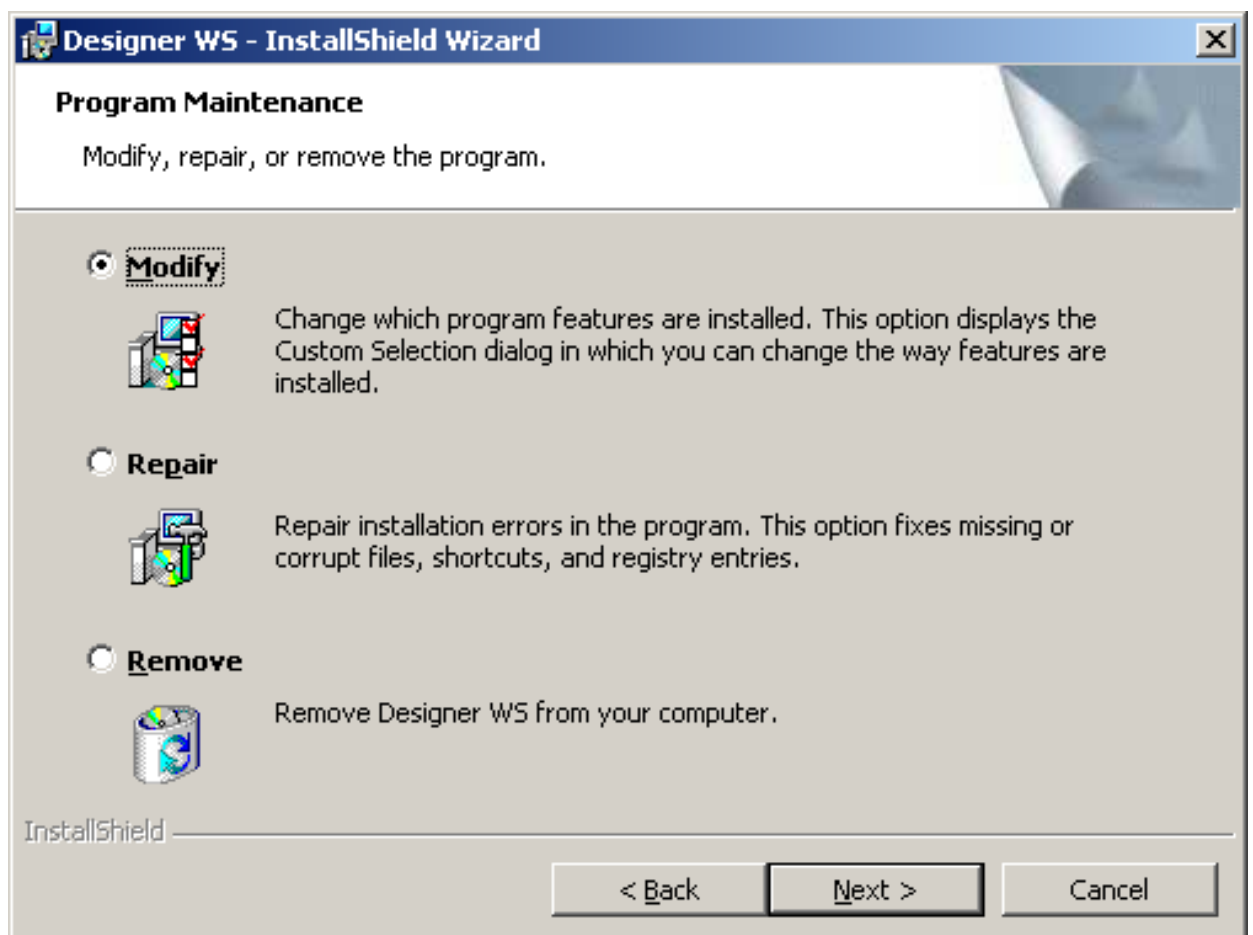 Designer WS - InstallShield Wizard
Program Maintenance
Modify, repair, or remove the program.
Modify
Change which program features are installed. This option displays the
Custom Selection dialog in which you can change the way features are
installed.
Repair
Repair installation errors in the program. This option fixes missing or
corrupt files, shortcuts, and registry entries.
Remove
Remove Designer WS from your computer.
InstallShield
< Back Next > Cancel